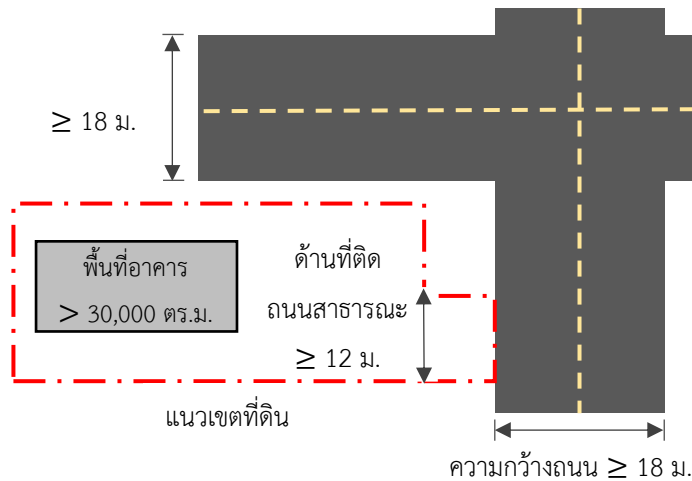 ≥ 18 ม.
พื้นที่อาคาร
> 30,000 ตร.ม.
ด้านที่ติด
ถนนสาธารณะ
≥ 12 ม.
แนวเขตที่ดิน
ความกว้างถนน ≥ 18 ม.